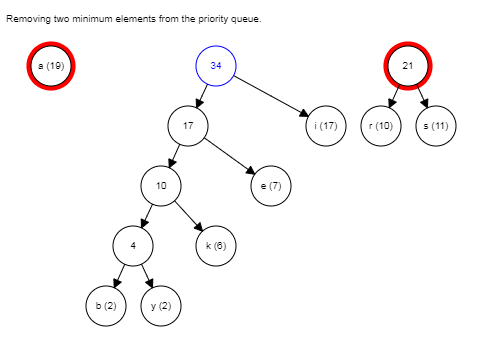 Removing two minimum elements from the priority queue.
a (19)
34
21
17
i (17)
r (10)
s (11)
10
e (7)
4
k (6)
b (2)
y (2)